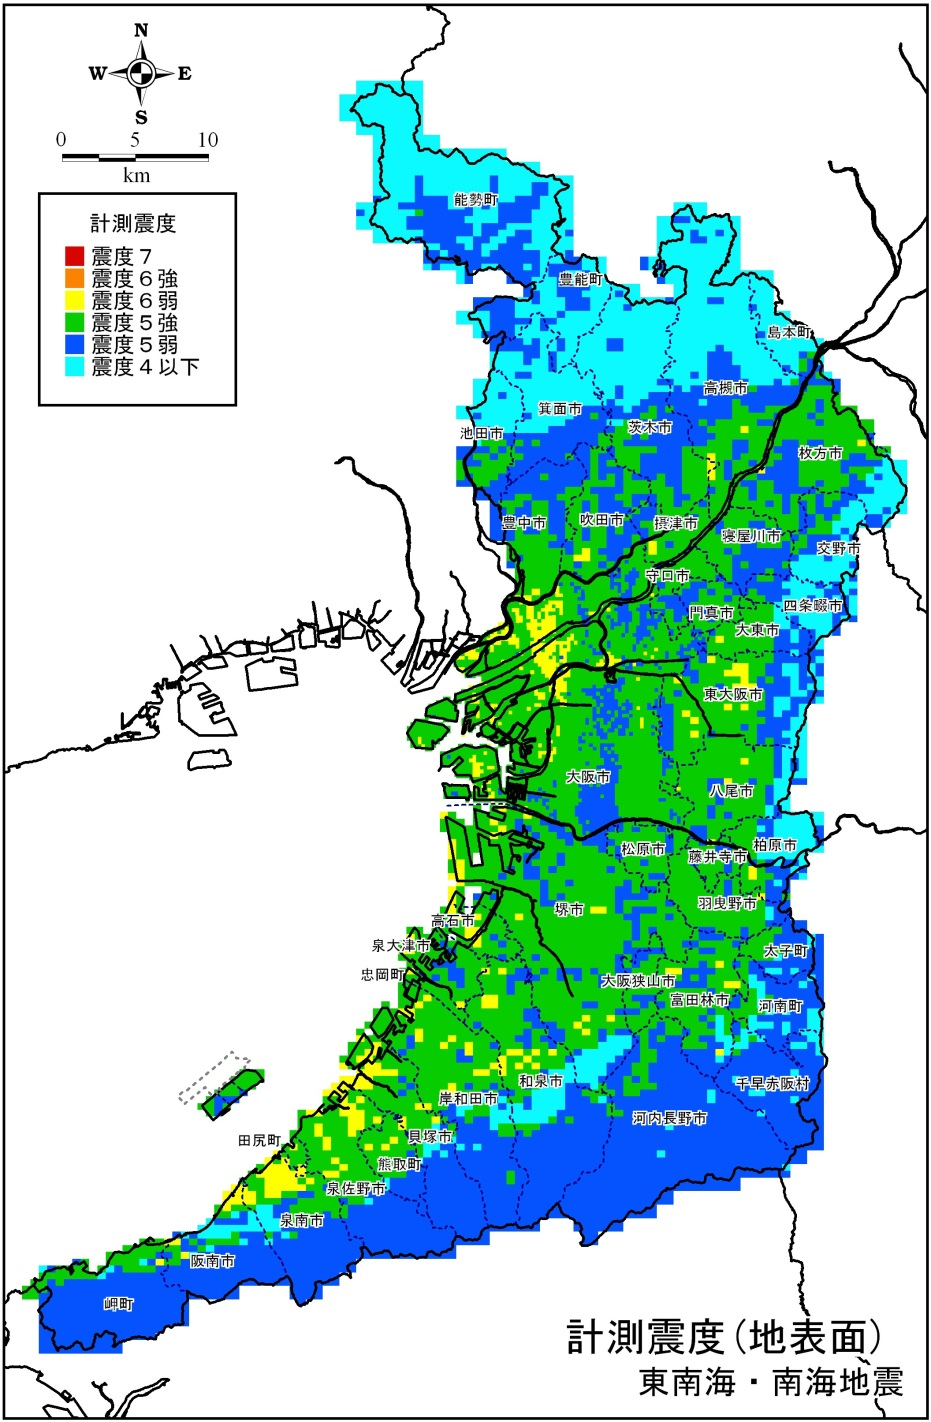 N
W E
S
0 5 10
km
計測震度
震度７
震度６強
震度６弱
震度５強
震度５弱
震度４以下
能勢町
豊能町
島本町
高槻市
箕面市
茨木市
池田市
枚方市
豊中市
吹田市
摂津市
寝屋川市
交野市
守口市
門真市
四条畷市
大東市
東大阪市
大阪市
八尾市
松原市
藤井寺市
柏原市
羽曳野市
堺市
高石市
泉大津市
忠岡町
太子町
大阪狭山市
富田林市
河南町
和泉市
千早赤阪村
岸和田市
河内長野市
貝塚市
田尻町
熊取町
泉佐野市
泉南市
阪南市
岬町
計測震度（地表面）
東南海・南海地震